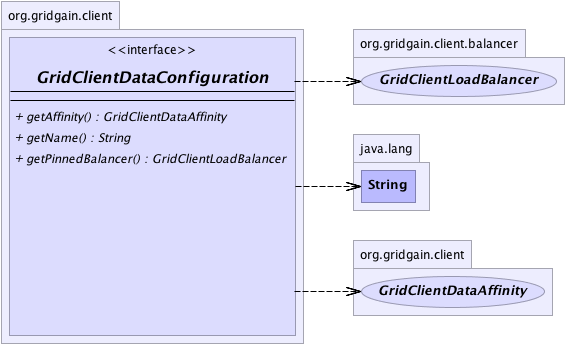 org.gridgain.client
<<interface>>
GridClientDataConfiguration
+ getAffinity() : GridClientDataAffinity
+ getName() : String
+ getPinnedBalancer() : GridClientLoadBalancer
org.gridgain.client.balancer
GridClientLoadBalancer
java.lang
String
org.gridgain.client
GridClientDataAffinity